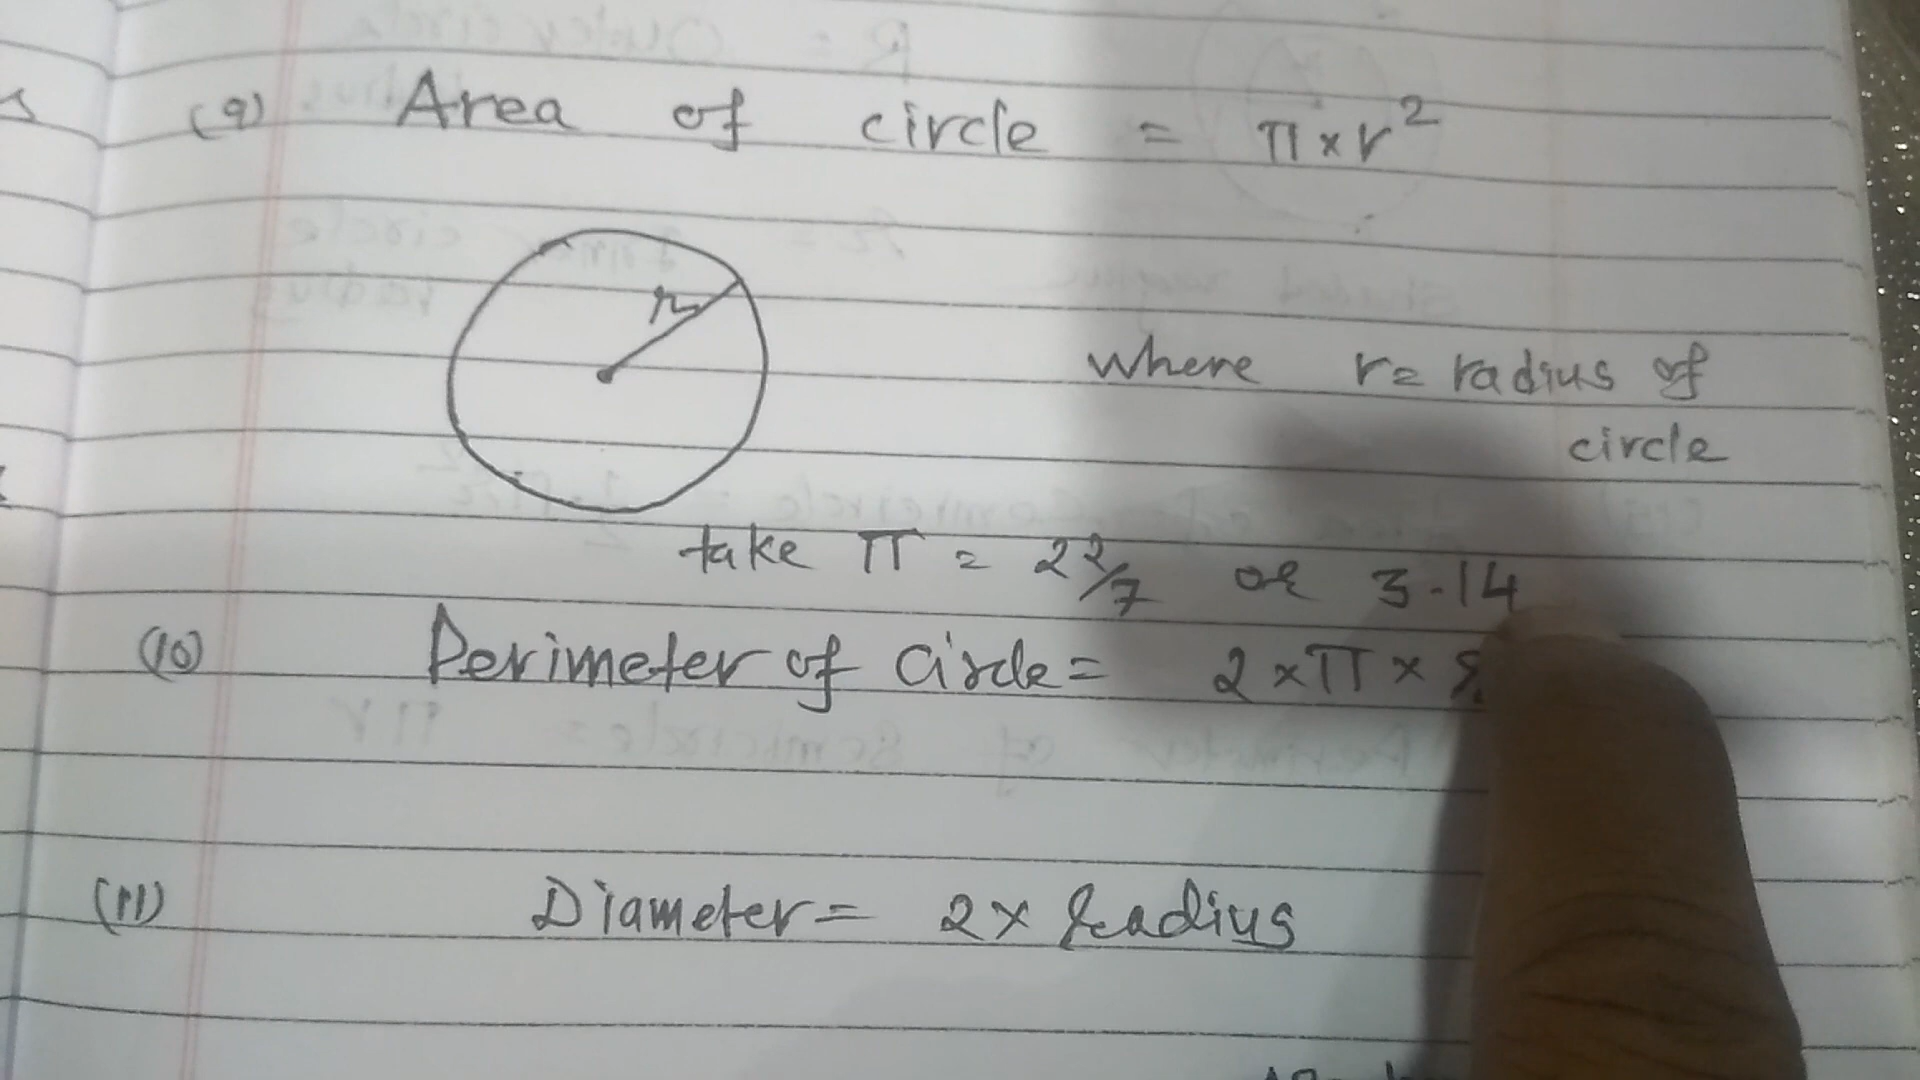 (9) Area of circle = π×r²
r
where r= radius of
circle
take π = 22/7 or 3.14
(10) Perimeter of Circle = 2×π×r
(11) Diameter = 2× Radius